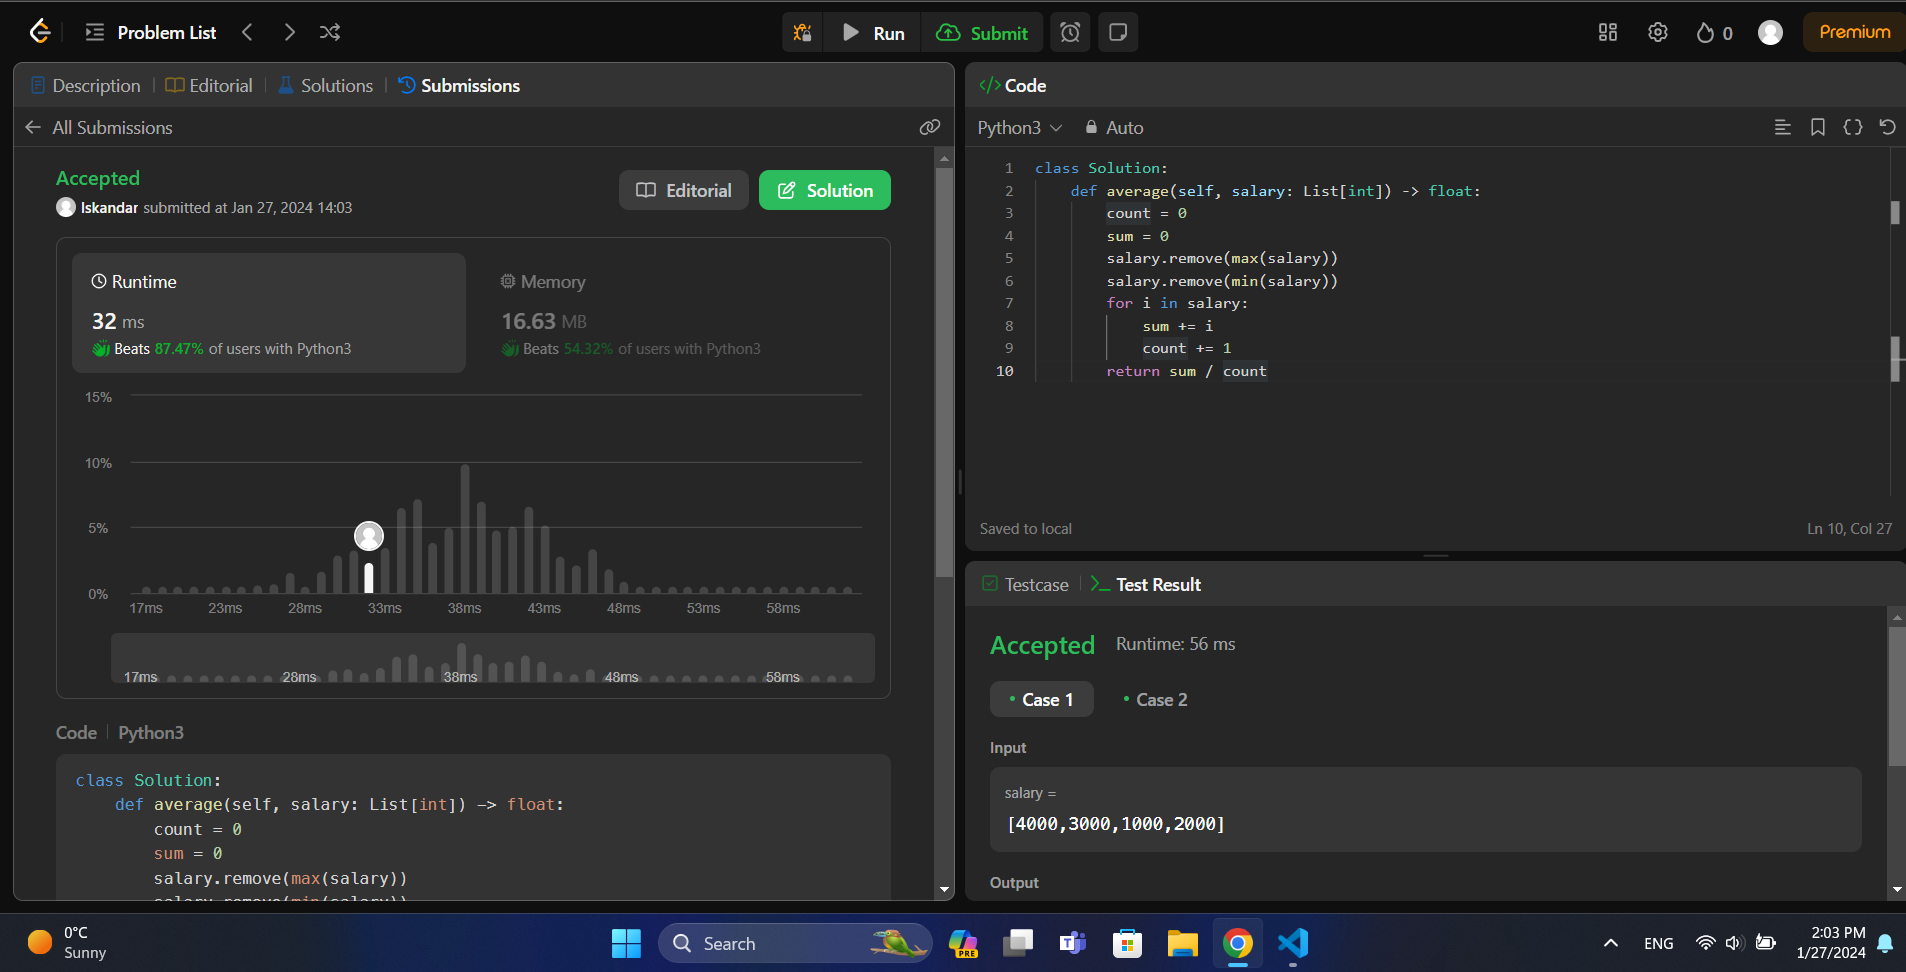 Problem List
Run
Submit
0
Premium
Description
Editorial
Solutions
Submissions
All Submissions
Accepted
Iskandar submitted at Jan 27, 2024 14:03
Editorial
Solution
Runtime
32 ms
Beats 87.47% of users with Python3
Memory
16.63 MB
Beats 54.32% of users with Python3
15%
10%
5%
0%
17ms 23ms 28ms 33ms 38ms 43ms 48ms 53ms 58ms
17ms 28ms 38ms 48ms 58ms
Code Python3
class Solution:
    def average(self, salary: List[int]) -> float:
        count = 0
        sum = 0
        salary.remove(max(salary))
        salary.remove(min(salary))
</> Code
Python3
Auto
1 class Solution:
2     def average(self, salary: List[int]) -> float:
3         count = 0
4         sum = 0
5         salary.remove(max(salary))
6         salary.remove(min(salary))
7         for i in salary:
8             sum += i
9             count += 1
10         return sum / count
Saved to local
Ln 10, Col 27
Testcase
Test Result
Accepted Runtime: 56 ms
Case 1
Case 2
Input
salary =
[4000,3000,1000,2000]
Output
0°C
Sunny
Search
PRE
ENG
2:03 PM
1/27/2024